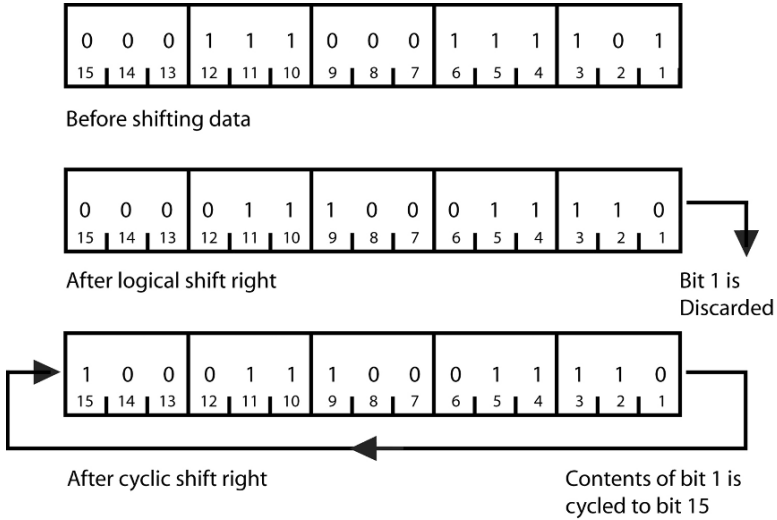 0 0 0 1 1 1 0 0 0 1 1 1 1 0 1
15 14 13 12 11 10 9 8 7 6 5 4 3 2 1
Before shifting data
0 0 0 0 1 1 1 0 0 0 1 1 1 1 0
15 14 13 12 11 10 9 8 7 6 5 4 3 2 1
After logical shift right
Bit 1 is
Discarded
1 0 0 0 1 1 1 0 0 0 1 1 1 1 0
15 14 13 12 11 10 9 8 7 6 5 4 3 2 1
After cyclic shift right
Contents of bit 1 is
cycled to bit 15